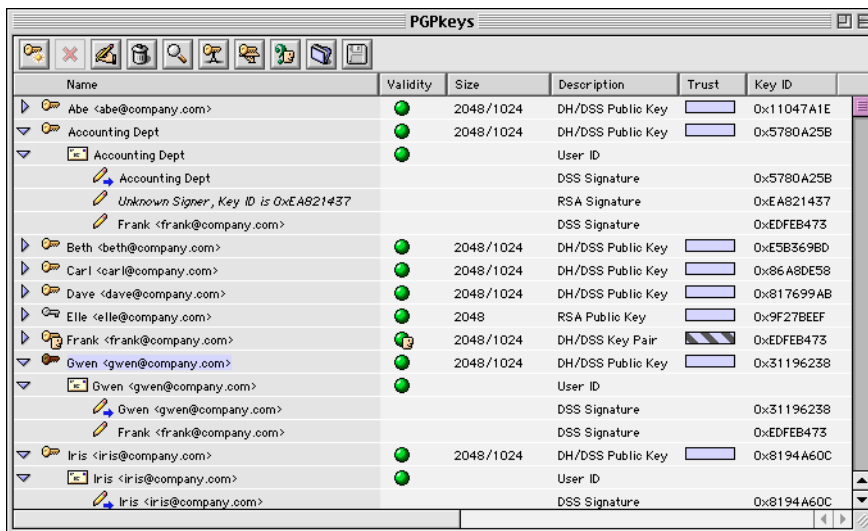 PGPkeys
Name Validity Size Description Trust Key ID
Abe <abe@company.com> 2048/1024 DH/DSS Public Key 0x11047A1E
Accounting Dept 2048/1024 DH/DSS Public Key 0x5780A25B
Accounting Dept User ID
Accounting Dept DSS Signature 0x5780A25B
Unknown Signer, Key ID is 0xEA821437 RSA Signature 0xEA821437
Frank <frank@company.com> DSS Signature 0xEDFEB473
Beth <beth@company.com> 2048/1024 DH/DSS Public Key 0xE5B369BD
Carl <carl@company.com> 2048/1024 DH/DSS Public Key 0x86A8DE58
Dave <dave@company.com> 2048/1024 DH/DSS Public Key 0x817699AB
Elle <elle@company.com> 2048 RSA Public Key 0x9F27BEEF
Frank <frank@company.com> 2048/1024 DH/DSS Key Pair 0xEDFEB473
Gwen <gwen@company.com> 2048/1024 DH/DSS Public Key 0x31196238
Gwen <gwen@company.com> User ID
Gwen <gwen@company.com> DSS Signature 0x31196238
Frank <frank@company.com> DSS Signature 0xEDFEB473
Iris <iris@company.com> 2048/1024 DH/DSS Public Key 0x8194A60C
Iris <iris@company.com> User ID
Iris <iris@company.com> DSS Signature 0x8194A60C